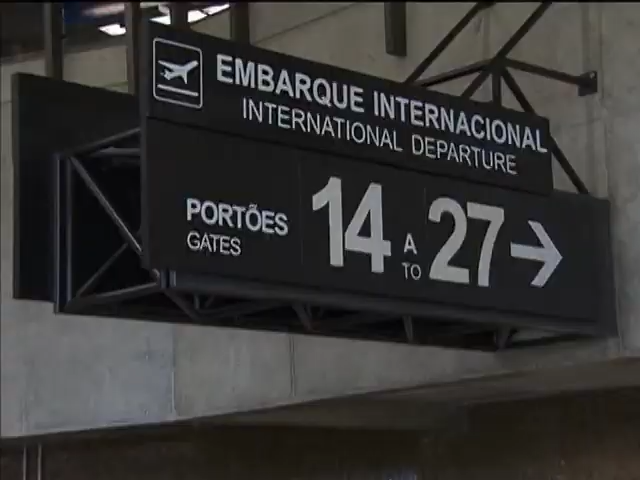 EMBARQUE INTERNACIONAL
INTERNATIONAL DEPARTURE
PORTÕES 14 A 27
GATES TO